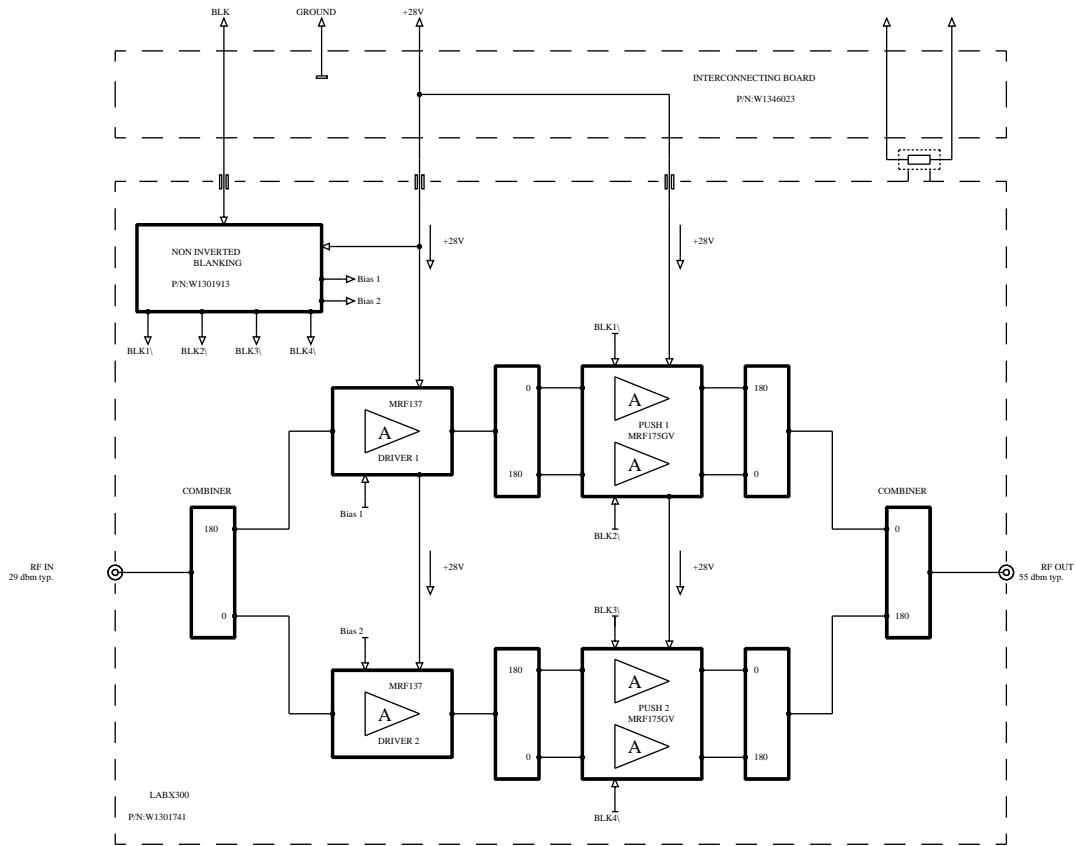 BLK
GROUND
+28V
INTERCONNECTING BOARD
P/N:W1346023
NON INVERTED
BLANKING
P/N:W1301913
+28V
+28V
Bias 1
Bias 2
BLK1\
BLK2\
BLK3\
BLK4\
BLK1\
MRF137
A
DRIVER 1
0
180
A
PUSH 1
MRF175GV
A
180
0
Bias 1
BLK2\
COMBINER
180
0
COMBINER
0
180
RF IN
29 dbm typ.
RF OUT
55 dbm typ.
+28V
+28V
Bias 2
BLK3\
MRF137
A
DRIVER 2
180
0
A
PUSH 2
MRF175GV
A
0
180
BLK4\
LABX300
P/N:W1301741